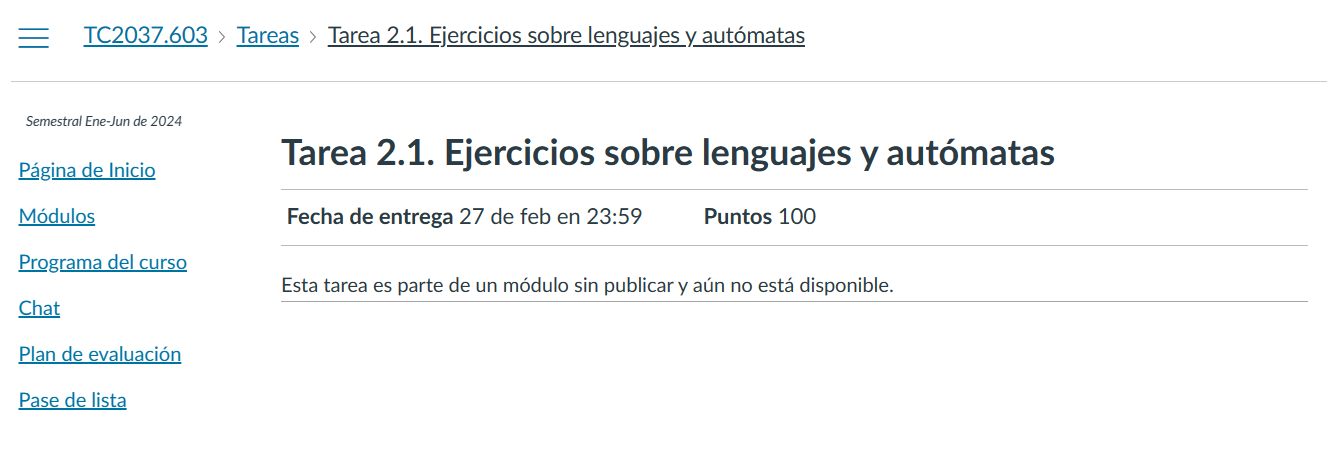 TC2037.603 > Tareas > Tarea 2.1. Ejercicios sobre lenguajes y autómatas
Semestral Ene-Jun de 2024
Página de Inicio
Módulos
Programa del curso
Chat
Plan de evaluación
Pase de lista
Tarea 2.1. Ejercicios sobre lenguajes y autómatas
Fecha de entrega 27 de feb en 23:59 Puntos 100
Esta tarea es parte de un módulo sin publicar y aún no está disponible.